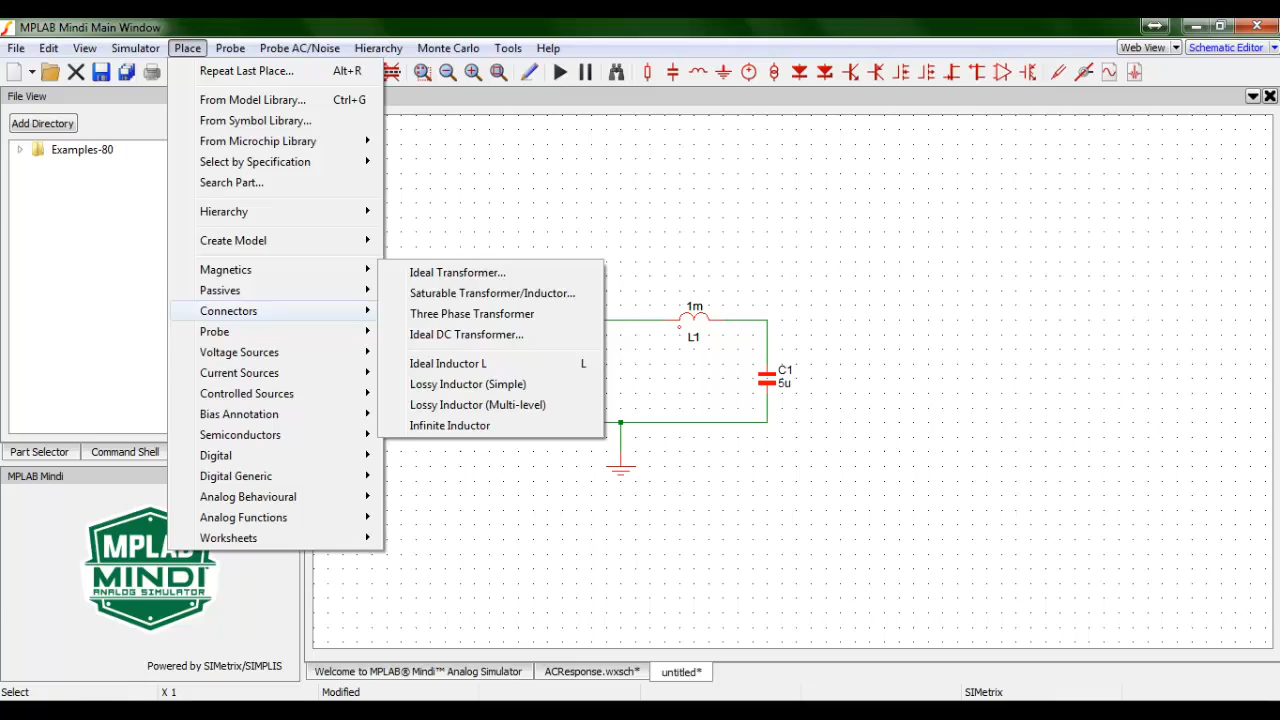 MPLAB Mindi Main Window
File Edit View Simulator Place Probe Probe AC/Noise Hierarchy Monte Carlo Tools Help
Web View Schematic Editor
File View
Add Directory
Examples-80
Repeat Last Place... Alt+R
From Model Library... Ctrl+G
From Symbol Library...
From Microchip Library
Select by Specification
Search Part...
Hierarchy
Create Model
Magnetics
Passives
Connectors
Probe
Voltage Sources
Current Sources
Controlled Sources
Bias Annotation
Semiconductors
Digital
Digital Generic
Analog Behavioural
Analog Functions
Worksheets
Ideal Transformer...
Saturable Transformer/Inductor...
Three Phase Transformer
Ideal DC Transformer...
Ideal Inductor L L
Lossy Inductor (Simple)
Lossy Inductor (Multi-level)
Infinite Inductor
1m
L1
C1
5u
Part Selector Command Shell
MPLAB Mindi
MPLAB
MINDI
ANALOG SIMULATOR
Powered by SIMetrix/SIMPLIS
Welcome to MPLAB® Mindi™ Analog Simulator ACResponse.wxsch* untitled*
Select X 1 Modified SIMetrix